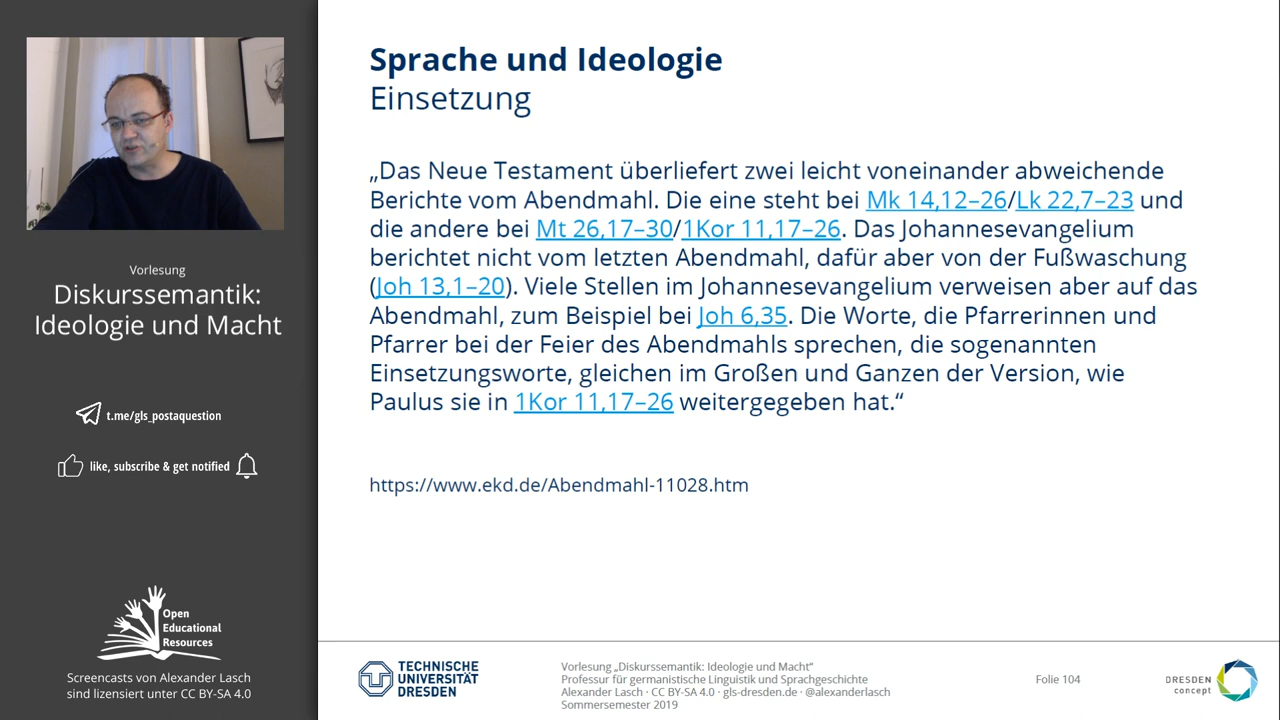 Vorlesung
Diskurssemantik:
Ideologie und Macht
t.me/gls_postaquestion
like, subscribe & get notified
Open
Educational
Resources
Screencasts von Alexander Lasch
sind lizensiert unter CC BY-SA 4.0
Sprache und Ideologie
Einsetzung
„Das Neue Testament überliefert zwei leicht voneinander abweichende
Berichte vom Abendmahl. Die eine steht bei Mk 14,12–26/Lk 22,7–23 und
die andere bei Mt 26,17–30/1Kor 11,17–26. Das Johannesevangelium
berichtet nicht vom letzten Abendmahl, dafür aber von der Fußwaschung
(Joh 13,1–20). Viele Stellen im Johannesevangelium verweisen aber auf das
Abendmahl, zum Beispiel bei Joh 6,35. Die Worte, die Pfarrerinnen und
Pfarrer bei der Feier des Abendmahls sprechen, die sogenannten
Einsetzungsworte, gleichen im Großen und Ganzen der Version, wie
Paulus sie in 1Kor 11,17–26 weitergegeben hat.“
https://www.ekd.de/Abendmahl-11028.htm
TECHNISCHE
UNIVERSITÄT
DRESDEN
Vorlesung „Diskurssemantik: Ideologie und Macht“
Professur für germanistische Linguistik und Sprachgeschichte
Alexander Lasch · CC BY-SA 4.0 · gls-dresden.de · @alexanderlasch
Sommersemester 2019
Folie 104
DRESDEN
concept